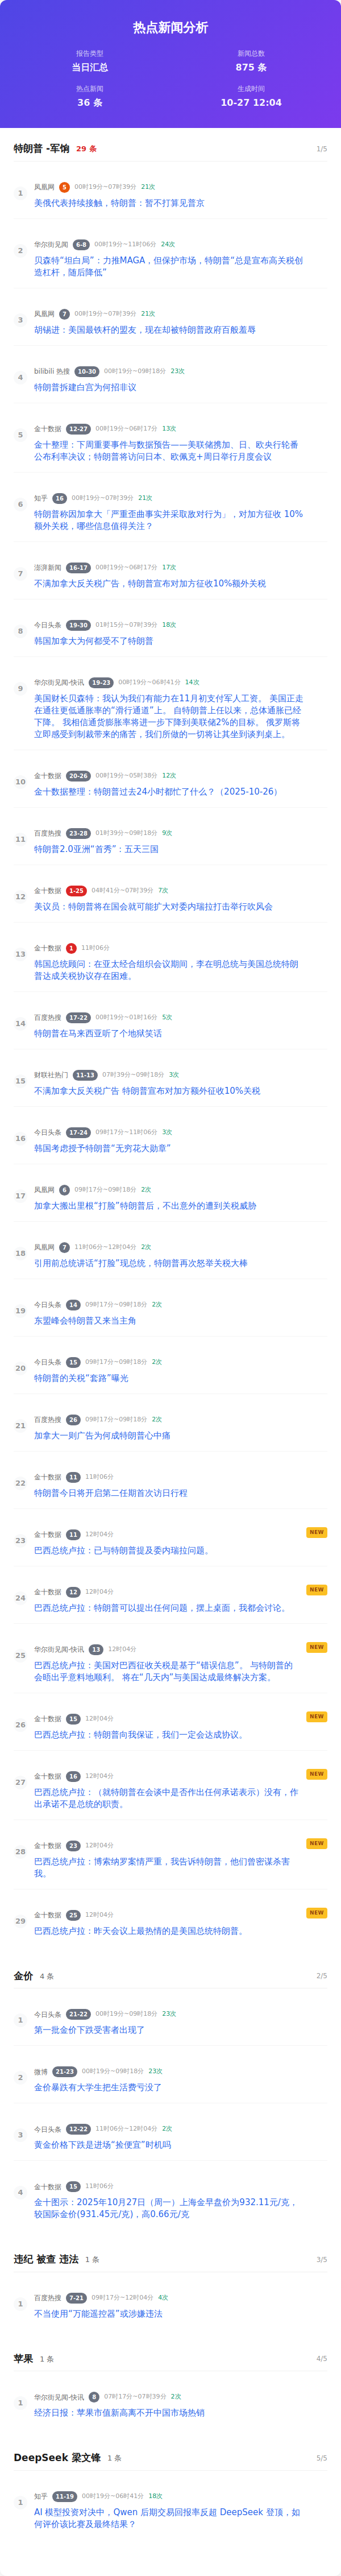 热点新闻分析
报告类型
当日汇总
新闻总数
875 条
热点新闻
36 条
生成时间
10-27 12:04
特朗普 -军饷 29 条 1/5
1
凤凰网 5 00时19分~07时39分 21次
美俄代表持续接触，特朗普：暂不打算见普京
2
华尔街见闻 6-8 00时19分~11时06分 24次
贝森特“坦白局”：力推MAGA，但保护市场，特朗普“总是宣布高关税创
造杠杆，随后降低”
3
凤凰网 7 00时19分~07时39分 21次
胡锡进：美国最铁杆的盟友，现在却被特朗普政府百般羞辱
4
bilibili 热搜 10-30 00时19分~09时18分 23次
特朗普拆建白宫为何招非议
5
金十数据 12-27 00时19分~06时17分 13次
金十整理：下周重要事件与数据预告——美联储携加、日、欧央行轮番
公布利率决议；特朗普将访问日本、欧佩克+周日举行月度会议
6
知乎 16 00时19分~07时39分 21次
特朗普称因加拿大「严重歪曲事实并采取敌对行为」，对加方征收 10%
额外关税，哪些信息值得关注？
7
澎湃新闻 16-17 00时19分~06时17分 17次
不满加拿大反关税广告，特朗普宣布对加方征收10%额外关税
8
今日头条 19-30 01时15分~07时39分 18次
韩国加拿大为何都受不了特朗普
9
华尔街见闻-快讯 19-23 00时19分~06时41分 14次
美国财长贝森特：我认为我们有能力在11月初支付军人工资。 美国正走
在通往更低通胀率的“滑行通道”上。 自特朗普上任以来，总体通胀已经
下降。 我相信通货膨胀率将进一步下降到美联储2%的目标。 俄罗斯将
立即感受到制裁带来的痛苦，我们所做的一切将让其坐到谈判桌上。
10
金十数据 20-26 00时19分~05时38分 12次
金十数据整理：特朗普过去24小时都忙了什么？（2025-10-26）
11
百度热搜 23-28 01时39分~09时18分 9次
特朗普2.0亚洲“首秀”：五天三国
12
金十数据 1-25 04时41分~07时39分 7次
美议员：特朗普将在国会就可能扩大对委内瑞拉打击举行吹风会
13
金十数据 1 11时06分
韩国总统顾问：在亚太经合组织会议期间，李在明总统与美国总统特朗
普达成关税协议存在困难。
14
百度热搜 17-22 00时19分~01时16分 5次
特朗普在马来西亚听了个地狱笑话
15
财联社热门 11-13 07时39分~09时18分 3次
不满加拿大反关税广告 特朗普宣布对加方额外征收10%关税
16
今日头条 17-24 09时17分~11时06分 3次
韩国考虑授予特朗普“无穷花大勋章”
17
凤凰网 6 09时17分~09时18分 2次
加拿大搬出里根“打脸”特朗普后，不出意外的遭到关税威胁
18
凤凰网 7 11时06分~12时04分 2次
引用前总统讲话“打脸”现总统，特朗普再次怒举关税大棒
19
今日头条 14 09时17分~09时18分 2次
东盟峰会特朗普又来当主角
20
今日头条 15 09时17分~09时18分 2次
特朗普的关税“套路”曝光
21
百度热搜 26 09时17分~09时18分 2次
加拿大一则广告为何成特朗普心中痛
22
金十数据 11 11时06分
特朗普今日将开启第二任期首次访日行程
23
金十数据 11 12时04分 NEW
巴西总统卢拉：已与特朗普提及委内瑞拉问题。
24
金十数据 12 12时04分 NEW
巴西总统卢拉：特朗普可以提出任何问题，摆上桌面，我都会讨论。
25
华尔街见闻-快讯 13 12时04分 NEW
巴西总统卢拉：美国对巴西征收关税是基于“错误信息”。 与特朗普的
会晤出乎意料地顺利。 将在“几天内”与美国达成最终解决方案。
26
金十数据 15 12时04分 NEW
巴西总统卢拉：特朗普向我保证，我们一定会达成协议。
27
金十数据 16 12时04分 NEW
巴西总统卢拉：（就特朗普在会谈中是否作出任何承诺表示）没有，作
出承诺不是总统的职责。
28
金十数据 23 12时04分 NEW
巴西总统卢拉：博索纳罗案情严重，我告诉特朗普，他们曾密谋杀害
我。
29
金十数据 25 12时04分 NEW
巴西总统卢拉：昨天会议上最热情的是美国总统特朗普。
金价 4 条 2/5
1
今日头条 21-22 00时19分~09时18分 23次
第一批金价下跌受害者出现了
2
微博 21-23 00时19分~09时18分 23次
金价暴跌有大学生把生活费亏没了
3
今日头条 12-22 11时06分~12时04分 2次
黄金价格下跌是进场“捡便宜”时机吗
4
金十数据 15 11时06分
金十图示：2025年10月27日（周一）上海金早盘价为932.11元/克，
较国际金价(931.45元/克)，高0.66元/克
违纪 被查 违法 1 条 3/5
1
百度热搜 7-21 09时17分~12时04分 4次
不当使用“万能遥控器”或涉嫌违法
苹果 1 条 4/5
1
华尔街见闻-快讯 8 07时17分~07时39分 2次
经济日报：苹果市值新高离不开中国市场热销
DeepSeek 梁文锋 1 条 5/5
1
知乎 11-19 00时19分~06时41分 18次
AI 模型投资对决中，Qwen 后期交易回报率反超 DeepSeek 登顶，如
何评价该比赛及最终结果？